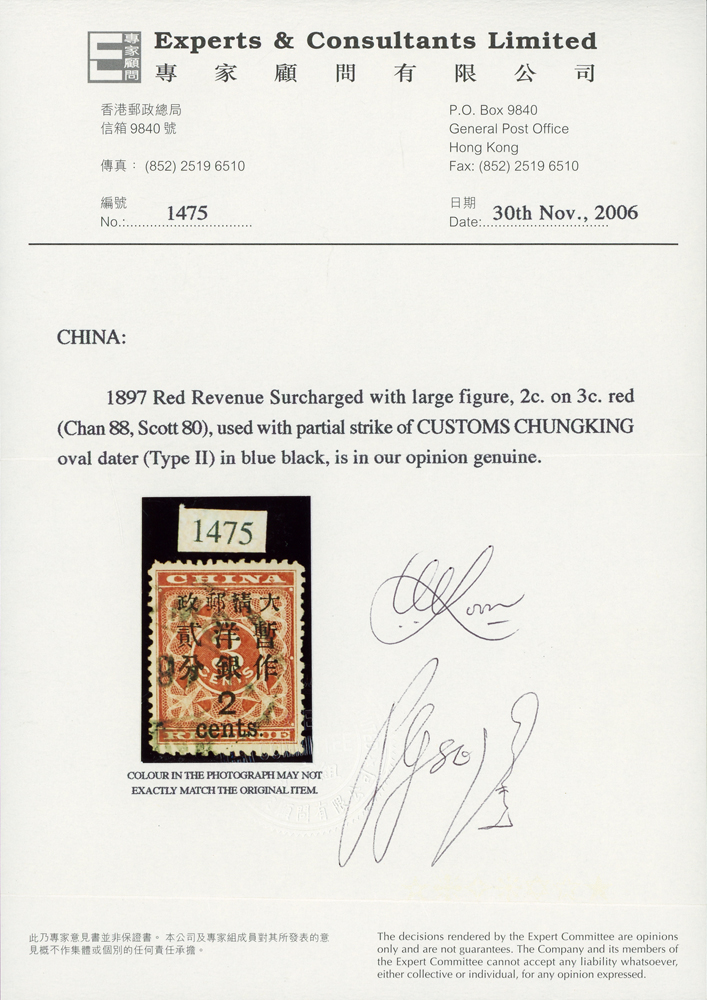 專家
顧問
Experts & Consultants Limited
專家顧問有限公司
香港郵政總局
信箱 9840 號
傳真： (852) 2519 6510
P.O. Box 9840
General Post Office
Hong Kong
Fax: (852) 2519 6510
編號
No.: 1475
日期
Date: 30th Nov., 2006
CHINA:
1897 Red Revenue Surcharged with large figure, 2c. on 3c. red
(Chan 88, Scott 80), used with partial strike of CUSTOMS CHUNGKING
oval dater (Type II) in blue black, is in our opinion genuine.
1475
CHINA
政郵清大
貳洋暫
分銀作
3
CENTS
2
cents.
REVENUE
COLOUR IN THE PHOTOGRAPH MAY NOT
EXACTLY MATCH THE ORIGINAL ITEM.
此乃專家意見書並非保證書。本公司及專家組成員對其所發表的意
見概不作集體或個別的任何責任承擔。
The decisions rendered by the Expert Committee are opinions
only and are not guarantees. The Company and its members of
the Expert Committee cannot accept any liability whatsoever,
either collective or individual, for any opinion expressed.